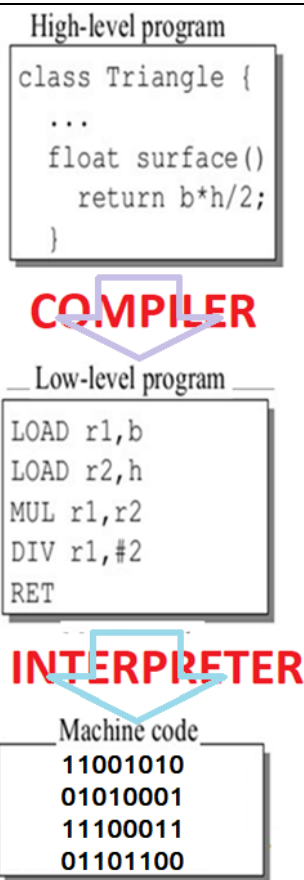 High-level program
class Triangle {
...
float surface()
return b*h/2;
}
COMPILER
Low-level program
LOAD r1,b
LOAD r2,h
MUL r1,r2
DIV r1,#2
RET
INTERPRETER
Machine code
11001010
01010001
11100011
01101100